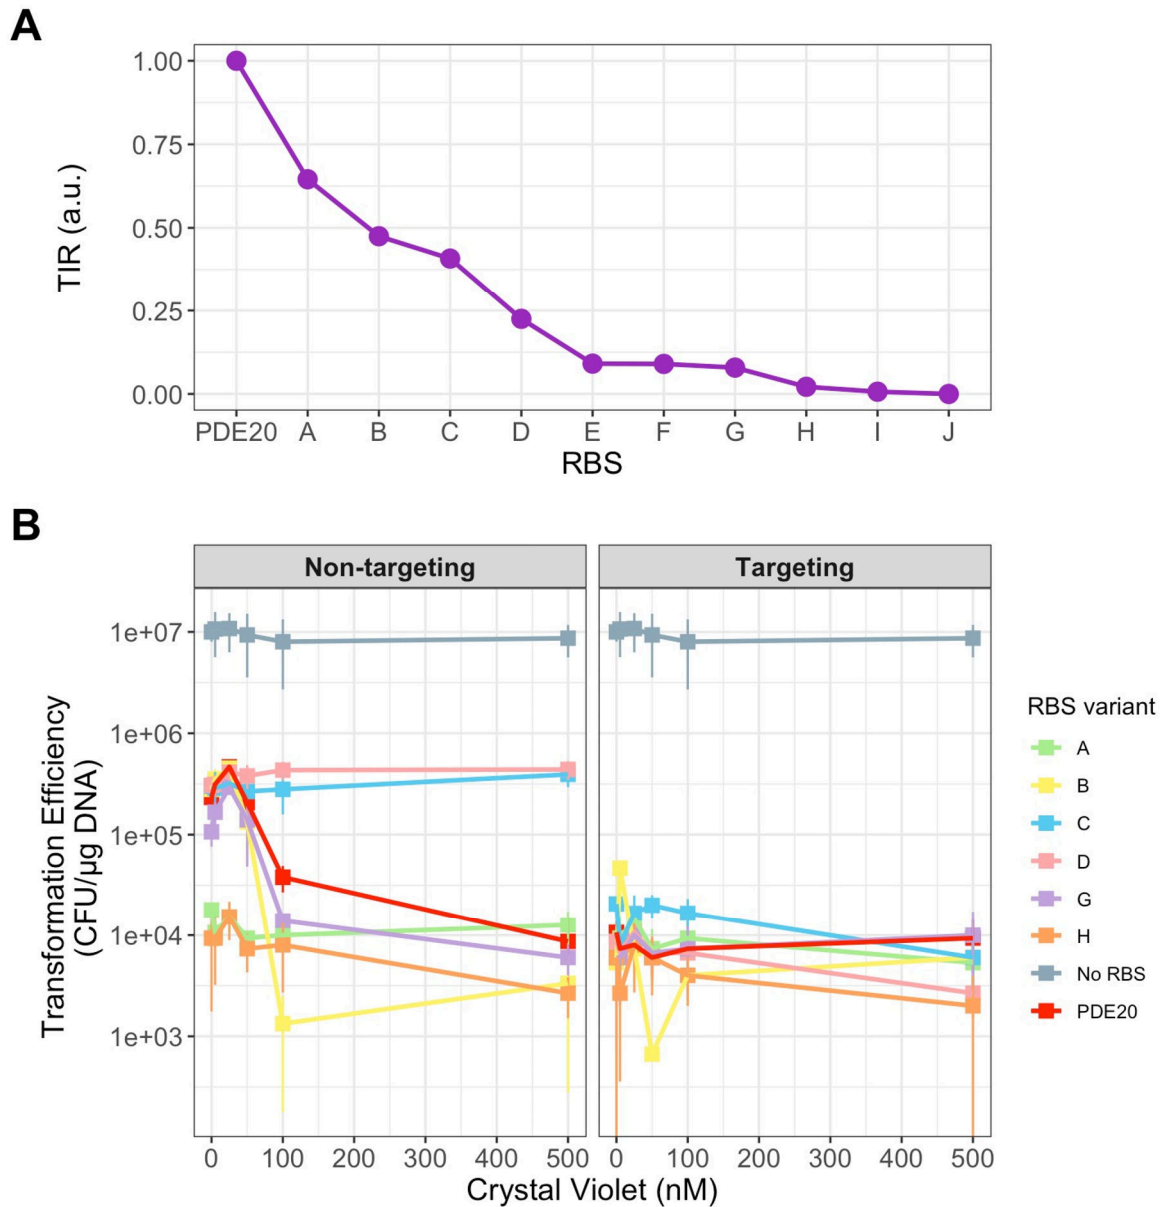 A
1.00
0.75
0.50
0.25
0.00
TIR (a.u.)
PDE20 A B C D E F G H I J
RBS
B
Non-targeting Targeting
1e+07
1e+06
1e+05
1e+04
1e+03
Transformation Efficiency
(CFU/µg DNA)
0 100 200 300 400 500 0 100 200 300 400 500
Crystal Violet (nM)
RBS variant
A
B
C
D
G
H
No RBS
PDE20